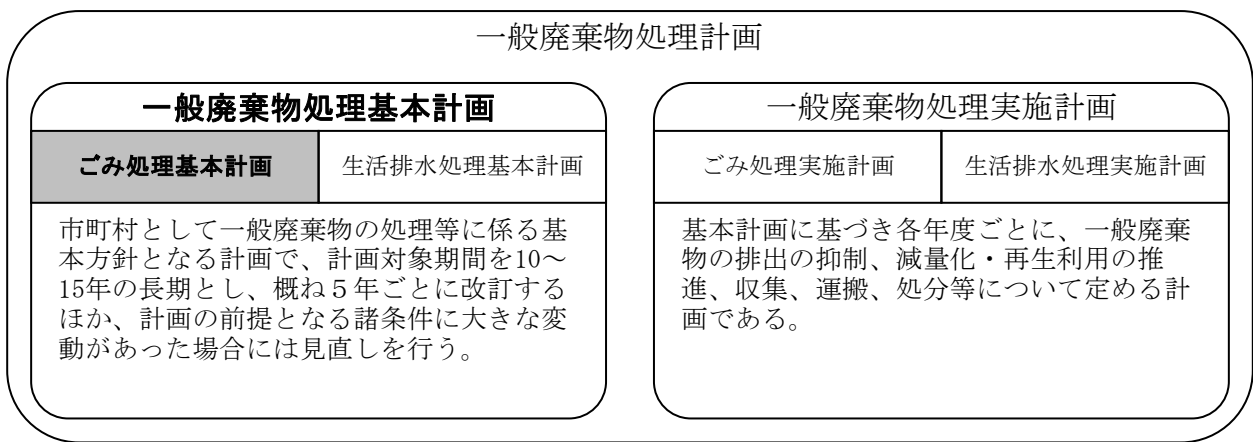 一般廃棄物処理計画
一般廃棄物処理基本計画
ごみ処理基本計画
生活排水処理基本計画
市町村として一般廃棄物の処理等に係る基
本方針となる計画で、計画対象期間を10～
15年の長期とし、概ね５年ごとに改訂する
ほか、計画の前提となる諸条件に大きな変
動があった場合には見直しを行う。
一般廃棄物処理実施計画
ごみ処理実施計画
生活排水処理実施計画
基本計画に基づき各年度ごとに、一般廃棄
物の排出の抑制、減量化・再生利用の推
進、収集、運搬、処分等について定める計
画である。